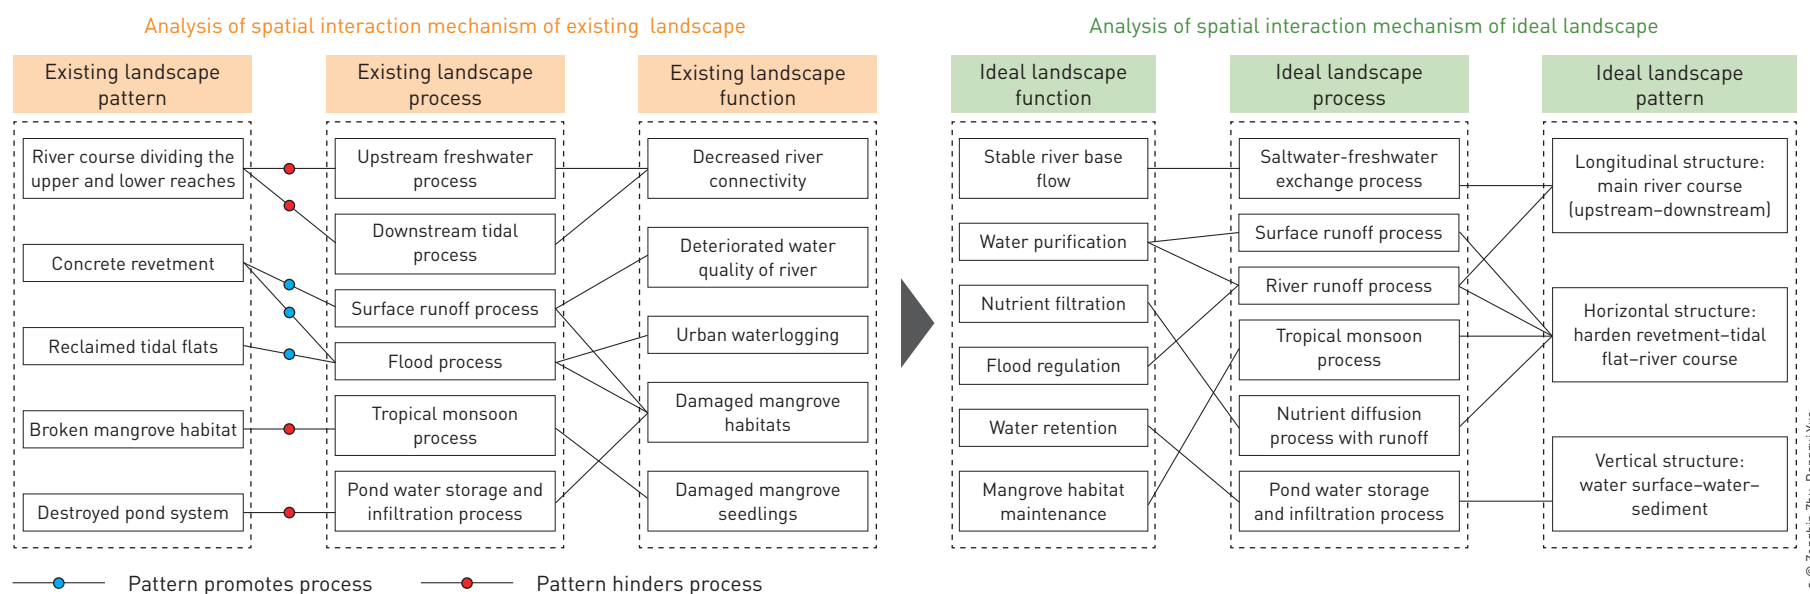 Analysis of spatial interaction mechanism of existing landscape
Existing landscape
pattern
Existing landscape
process
Existing landscape
function
River course dividing the
upper and lower reaches
Concrete revetment
Reclaimed tidal flats
Broken mangrove habitat
Destroyed pond system
Upstream freshwater
process
Downstream tidal
process
Surface runoff process
Flood process
Tropical monsoon
process
Pond water storage and
infiltration process
Decreased river
connectivity
Deteriorated water
quality of river
Urban waterlogging
Damaged mangrove
habitats
Damaged mangrove
seedlings
Pattern promotes process
Pattern hinders process
Analysis of spatial interaction mechanism of ideal landscape
Ideal landscape
function
Ideal landscape
process
Ideal landscape
pattern
Stable river base
flow
Water purification
Nutrient filtration
Flood regulation
Water retention
Mangrove habitat
maintenance
Saltwater-freshwater
exchange process
Surface runoff process
River runoff process
Tropical monsoon
process
Nutrient diffusion
process with runoff
Pond water storage
and infiltration process
Longitudinal structure:
main river course
(upstream–downstream)
Horizontal structure:
harden revetment–tidal
flat–river course
Vertical structure:
water surface–water–
sediment